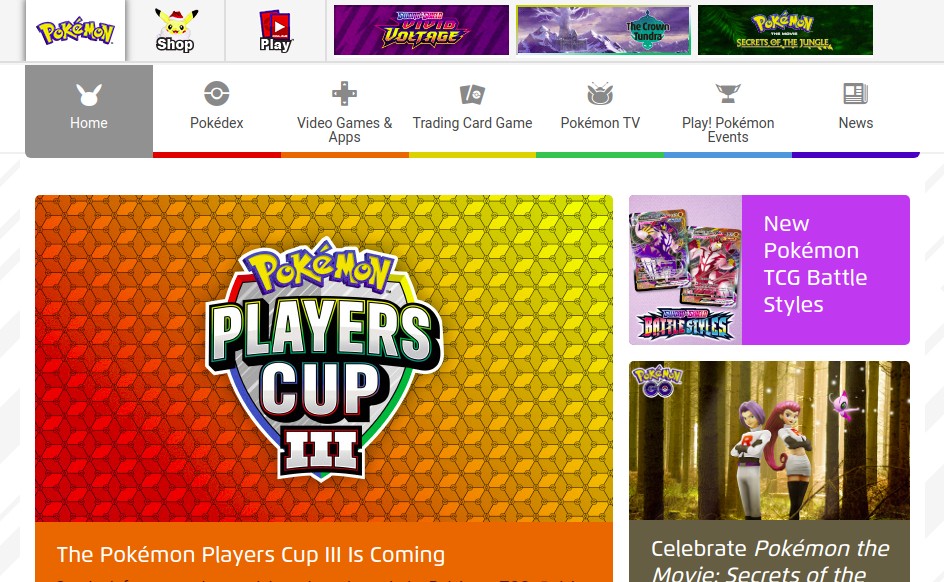 Pokémon
Shop
Play!
Sword & Shield
VIVID
VOLTAGE
The Crown
Tundra
Pokémon
THE MOVIE
SECRETS OF THE JUNGLE
Home
Pokédex
Video Games &
Apps
Trading Card Game
Pokémon TV
Play! Pokémon
Events
News
Pokémon
PLAYERS
CUP
III
The Pokémon Players Cup III Is Coming
New
Pokémon
TCG Battle
Styles
Sword & Shield
BATTLE STYLES
Pokémon
GO
R
Celebrate Pokémon the
Movie: Secrets of the